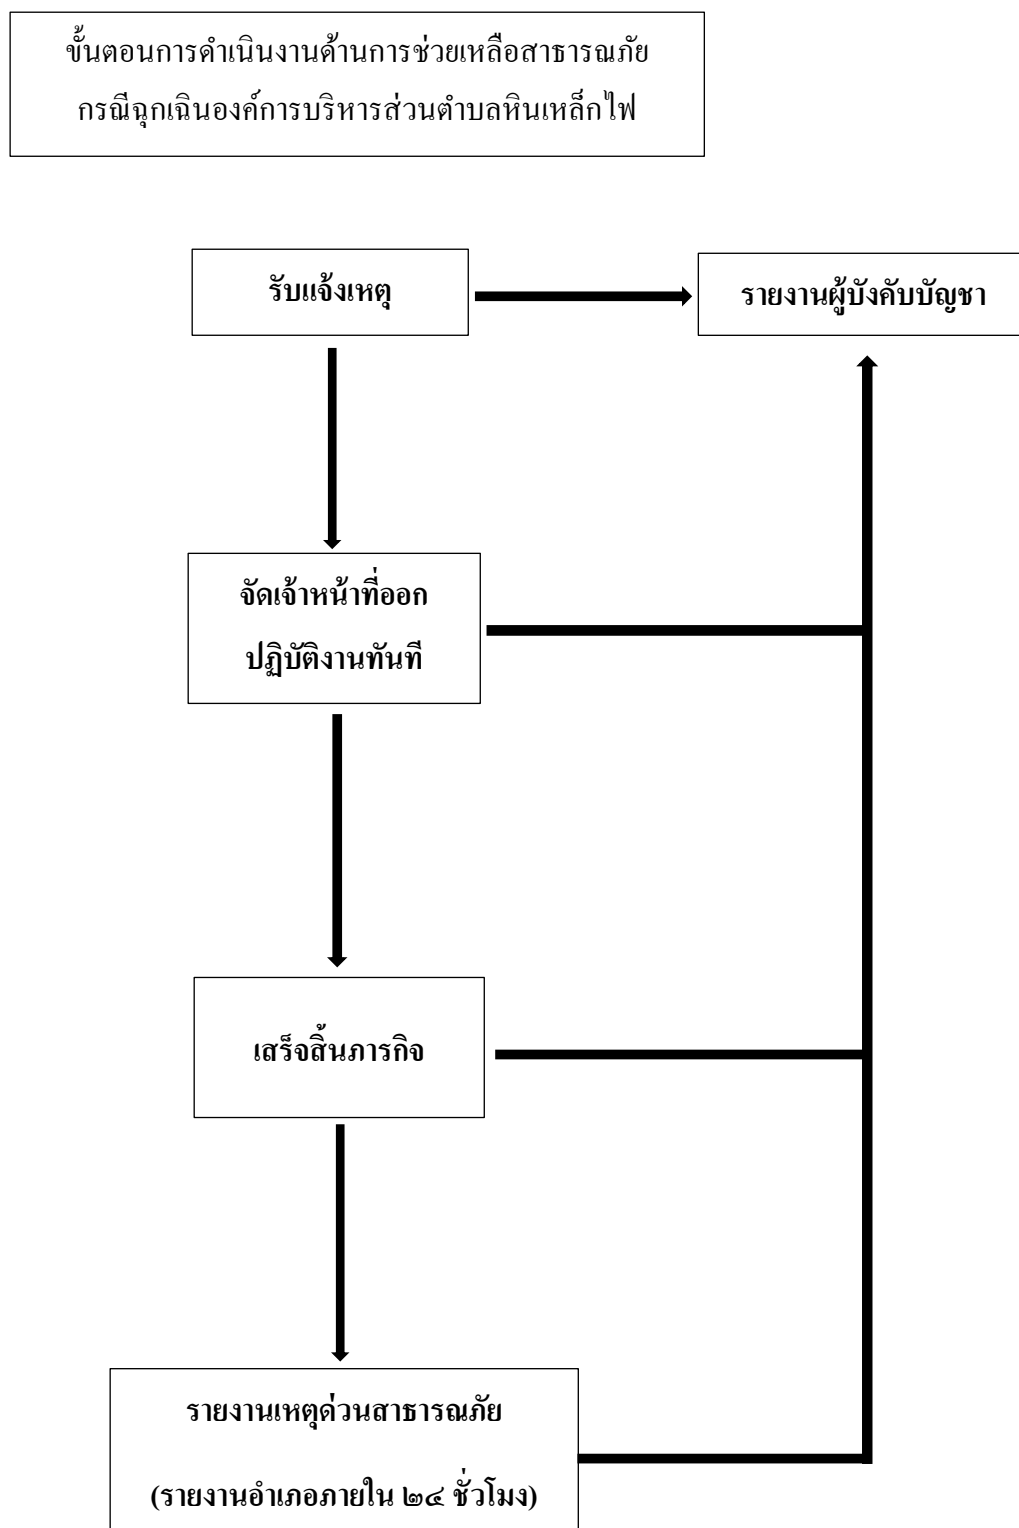 ขั้นตอนการดำเนินงานด้านการช่วยเหลือสาธารณภัย
กรณีฉุกเฉินองค์การบริหารส่วนตำบลหินเหล็กไฟ
รับแจ้งเหตุ
รายงานผู้บังคับบัญชา
จัดเจ้าหน้าที่ออก
ปฏิบัติงานทันที
เสร็จสิ้นภารกิจ
รายงานเหตุด่วนสาธารณภัย
(รายงานอำเภอภายใน ๒๔ ชั่วโมง)